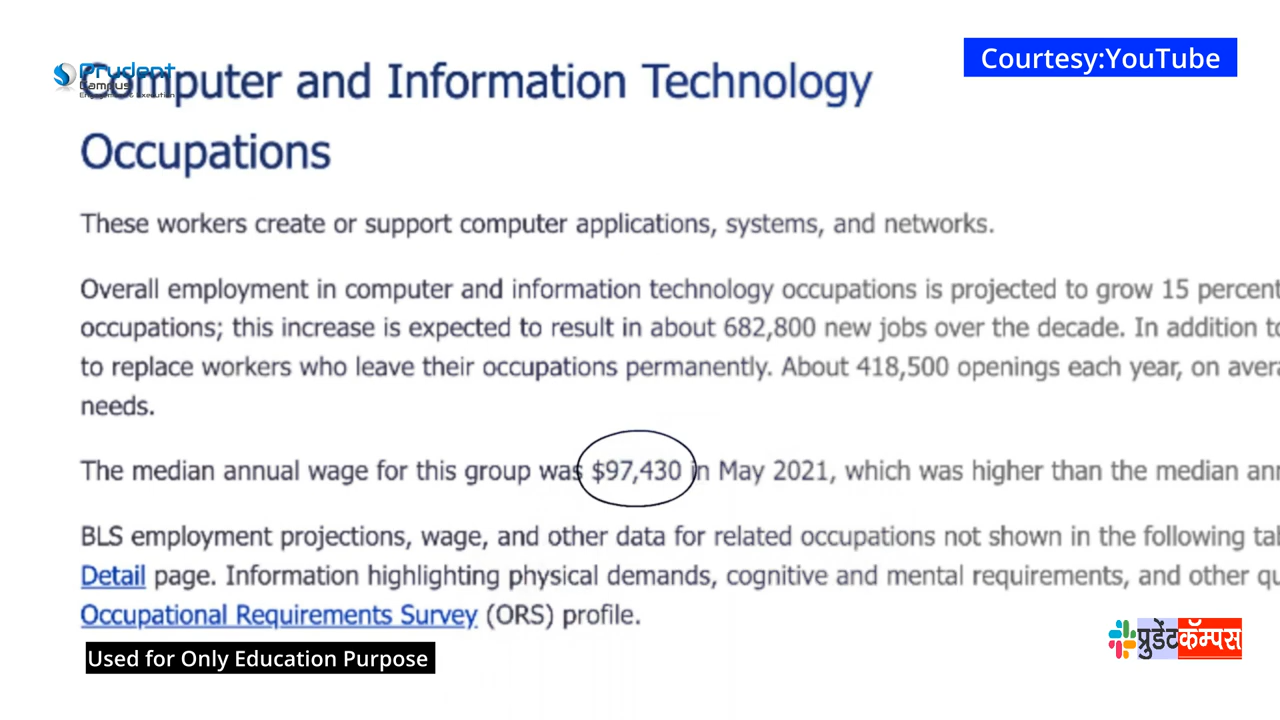 Prudent
Campus
Engagement & Execution
Courtesy:YouTube
Computer and Information Technology
Occupations
These workers create or support computer applications, systems, and networks.
Overall employment in computer and information technology occupations is projected to grow 15 percent
occupations; this increase is expected to result in about 682,800 new jobs over the decade. In addition to
to replace workers who leave their occupations permanently. About 418,500 openings each year, on avera
needs.
The median annual wage for this group was $97,430 in May 2021, which was higher than the median ann
BLS employment projections, wage, and other data for related occupations not shown in the following tab
Detail page. Information highlighting physical demands, cognitive and mental requirements, and other qu
Occupational Requirements Survey (ORS) profile.
Used for Only Education Purpose
प्रुडेंट कॅम्पस